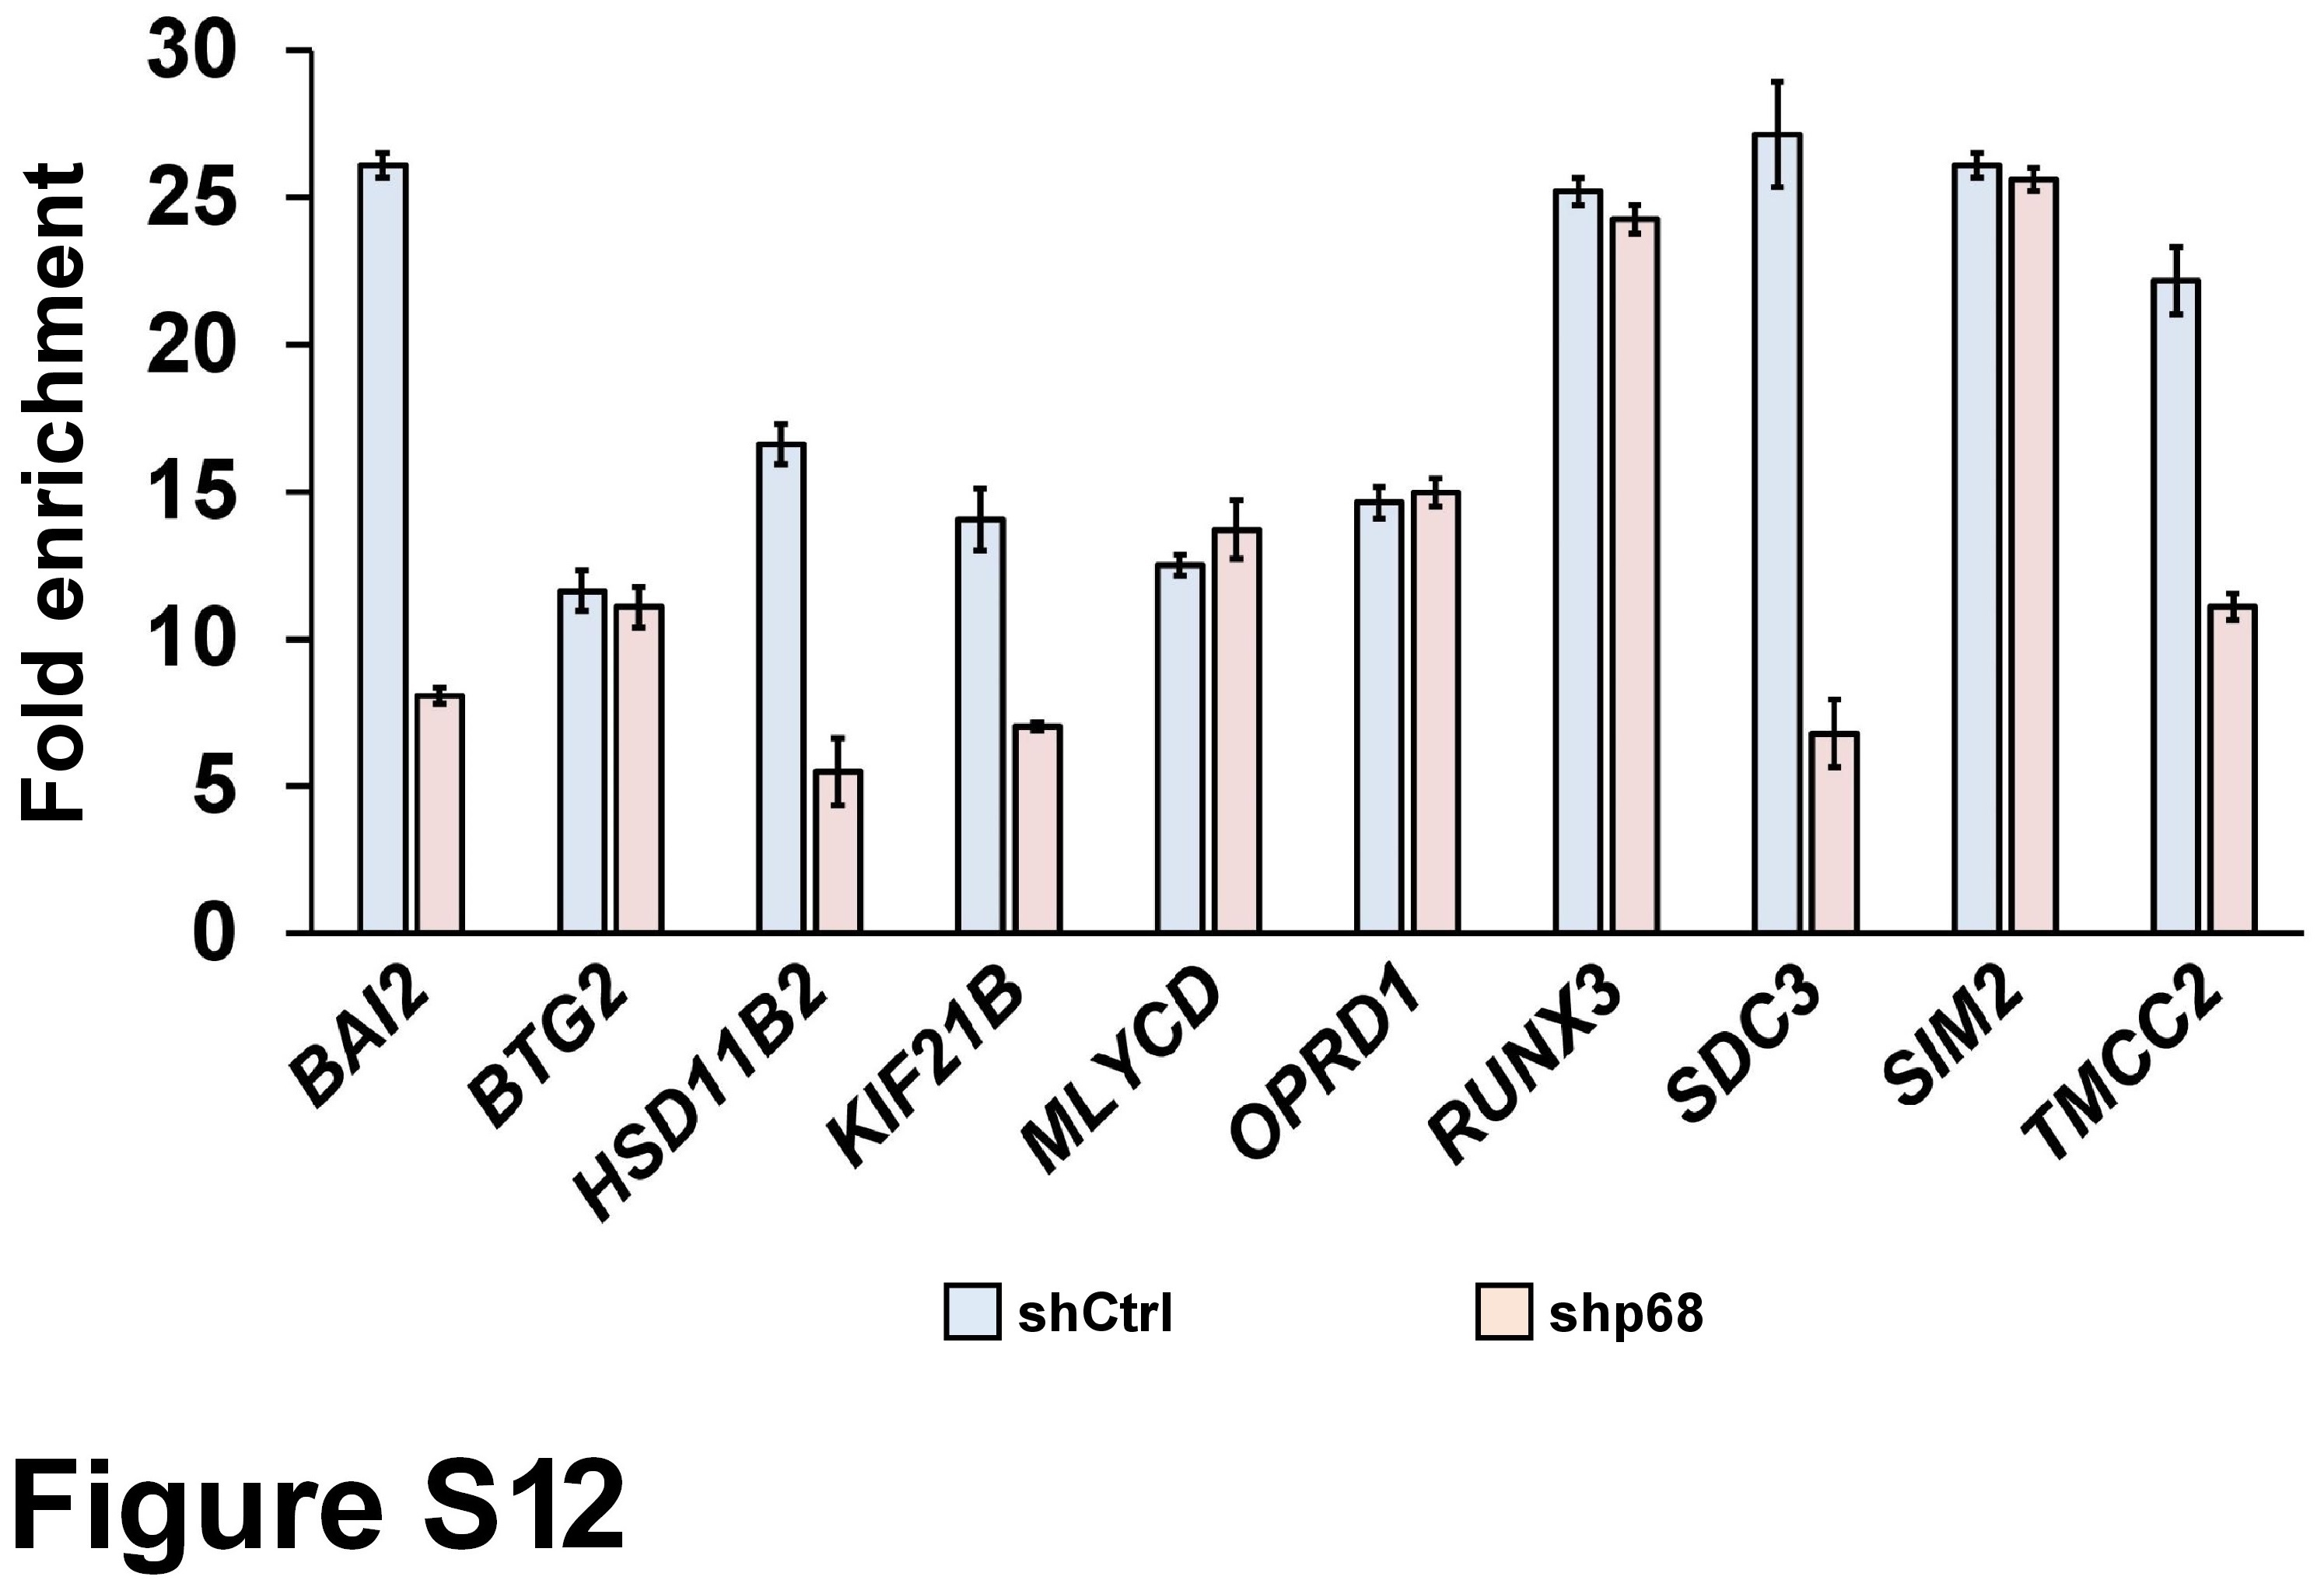 30
25
20
15
10
5
0
Fold enrichment
BAI2
BTG2
HSD11B2
KIF21B
MLYCD
OPRD1
RUNX3
SDC3
SIM2
TMCC2
shCtrl
shp68
Figure S12